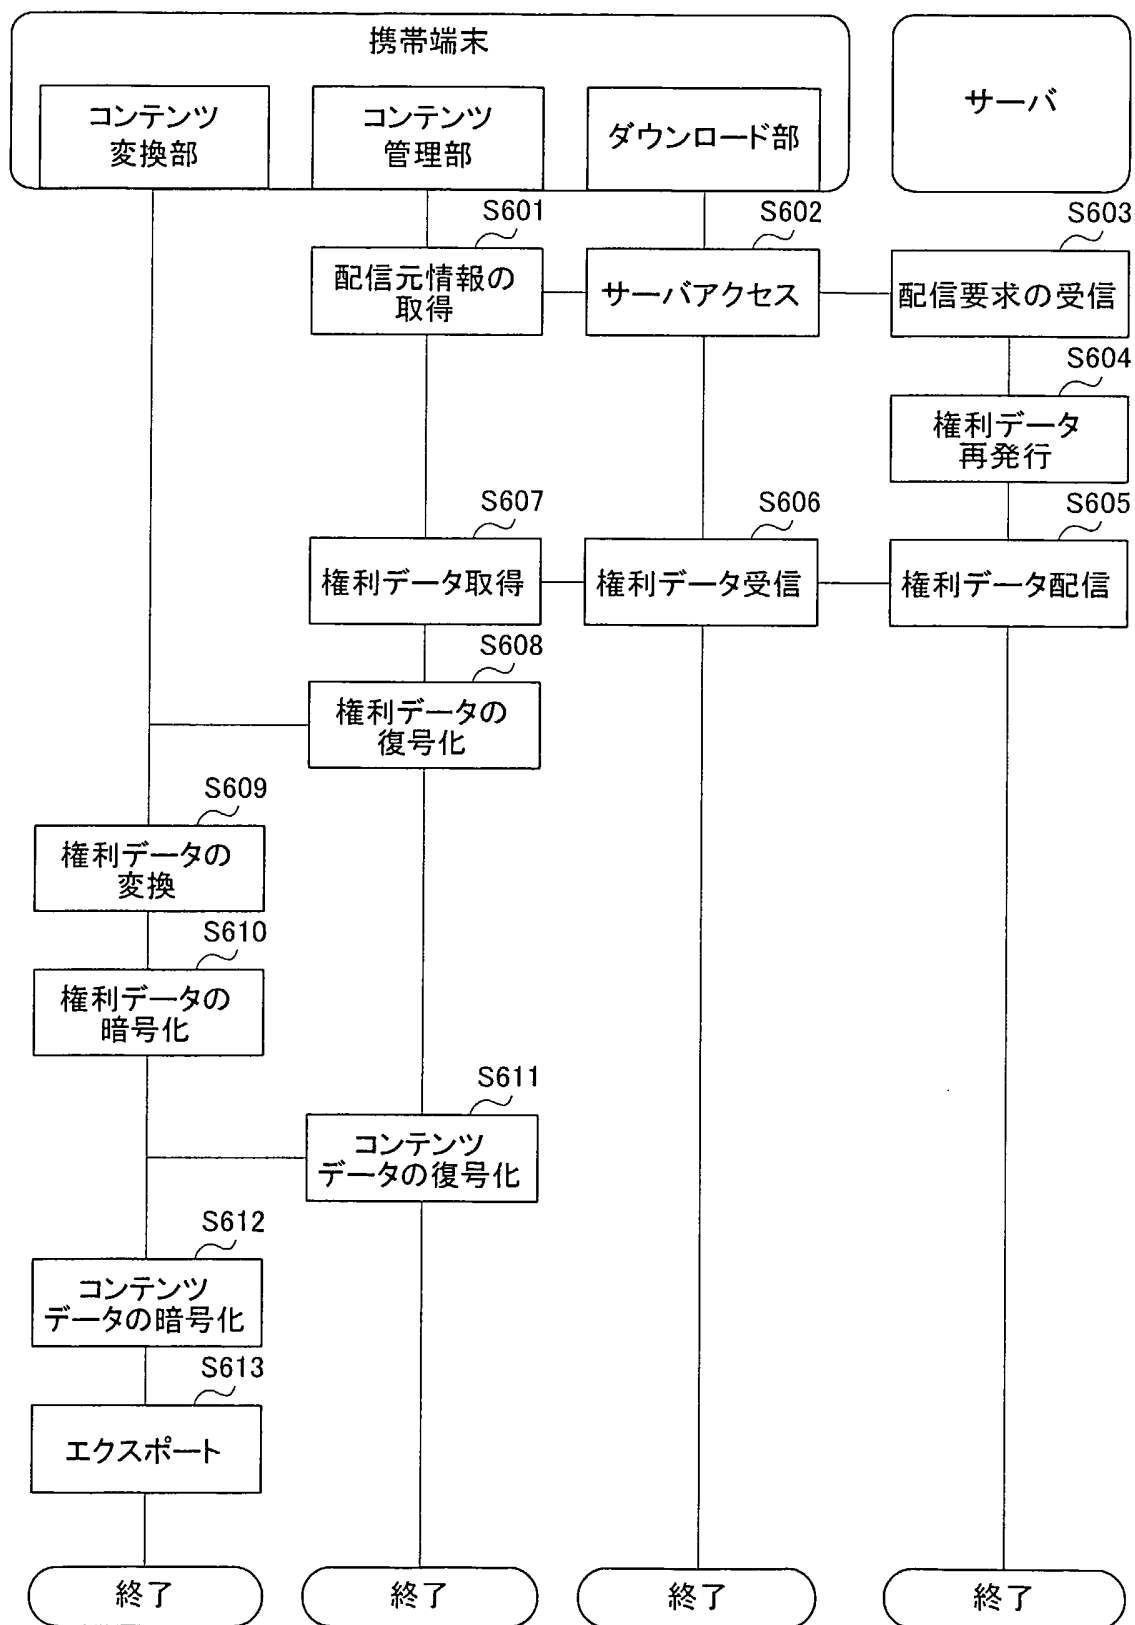 携帯端末
コンテンツ
変換部
コンテンツ
管理部
ダウンロード部
サーバ
S601
配信元情報の
取得
S602
サーバアクセス
S603
配信要求の受信
S604
権利データ
再発行
S607
権利データ取得
S606
権利データ受信
S605
権利データ配信
S608
権利データの
復号化
S609
権利データの
変換
S610
権利データの
暗号化
S611
コンテンツ
データの復号化
S612
コンテンツ
データの暗号化
S613
エクスポート
終了
終了
終了
終了